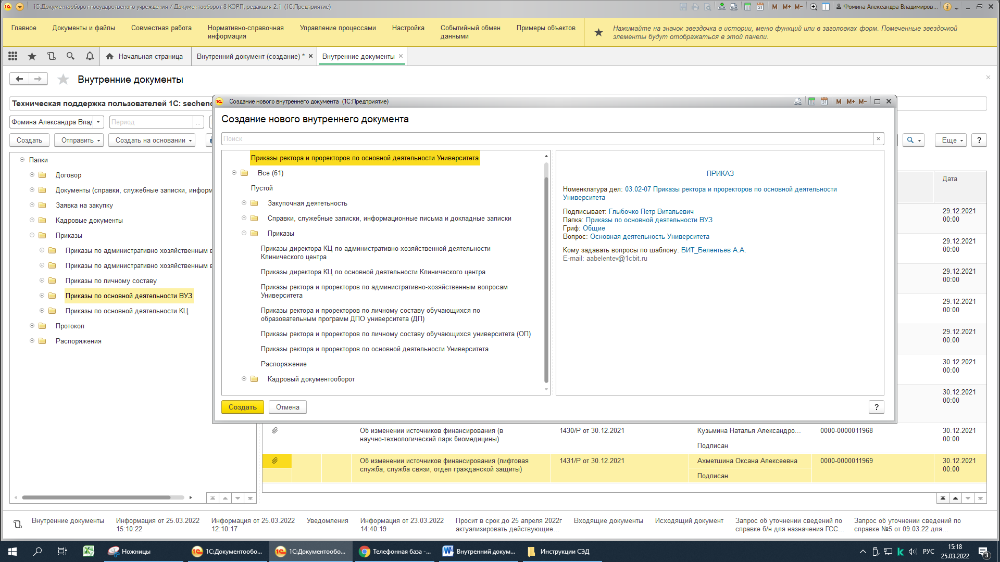 1С:Документооборот государственного учреждения / Документооборот 8 КОРП, редакция 2.1 (1С:Предприятие)
M M+ M-
Фомина Александра Владимиров...
Главное
Документы и файлы
Совместная работа
Нормативно-справочная
информация
Управление процессами
Настройка
Событийный обмен
данными
Примеры объектов
Нажимайте на значок звездочка в истории, меню функций или в заголовках форм. Помеченные звездочкой
элементы будут отображаться в этой панели.
Начальная страница
Внутренний документ (создание) *
Внутренние документы
Внутренние документы
Техническая поддержка пользователей 1С:
Фомина Александра
Период
...
Создать
Отправить
Создать на основании
Еще
?
Папки
Договор
Документы (справки, служебные записки,
Заявка на закупку
Кадровые документы
Приказы
Приказы по административно хозяйственным
Приказы по административно хозяйственным
Приказы по личному составу
Приказы по основной деятельности ВУЗ
Приказы по основной деятельности КЦ
Протокол
Распоряжения
Создание нового внутреннего документа (1С:Предприятие)
31
M M+ M-
Создание нового внутреннего документа
Поиск
Приказы ректора и проректоров по основной деятельности Университета
Все (61)
Пустой
Закупочная деятетьность
Справки, служебные записки, информационные письма и докладные записки
Приказы
Приказы директора КЦ по административно-хозяйственной деятельности
Клинического центра
Приказы директора КЦ по основной деятельности Клинического центра
Приказы ректора и проректоров по административно-хозяйственным вопросам
Университета
Приказы ректора и проректоров по личному составу обучающихся по
образовательным программ ДПО университета (ДП)
Приказы ректора и проректоров по личному составу обучающихся университета (ОП)
Приказы ректора и проректоров по основной деятельности Университета
Распоряжение
Кадровый документооборот
ПРИКАЗ
Номенклатура дел: 03.02-07 Приказы ректора и проректоров по основной деятельности
Университета
Подписывает: Глыбочко Петр Витальевич
Папка: Приказы по основной деятельности ВУЗ
Гриф: Общие
Вопрос: Основная деятельность Университета
Кому задавать вопросы по шаблону: БИТ_Белентьев А.А.
E-mail: aabelentev@1cbit.ru
Создать
Отмена
?
Дата
29.12.2021
00:00
29.12.2021
00:00
29.12.2021
00:00
29.12.2021
00:00
29.12.2021
00:00
30.12.2021
00:00
30.12.2021
00:00
Об изменении источников финансирования (в
научно-технологический парк биомедицины)
1430/Р от 30.12.2021
Кузьмина Наталья Александро...
Подписан
0000-0000011968
30.12.2021
00:00
Об изменении источников финансирования (лифтовая
служба, служба связи, отдел гражданской защиты)
1431/Р от 30.12.2021
Ахметшина Оксана Алексеевна
Подписан
0000-0000011969
30.12.2021
00:00
Внутренние документы
Информация от 25.03.2022
15:10:22
Информация от 25.03.2022
12:10:17
Уведомления
Информация от 23.03.2022
14:40:19
Просит в срок до 25 апреля 2022г
актуализировать действующие...
Входящие документы
Исходящий документ
Запрос об уточнении сведений по
справке б/н для назначения ГСС...
Запрос об уточнении сведений по
справке №5 от 09.03.22 для...
Ножницы
1С:Документообо...
1С:Документообо...
Телефонная база -...
Внутренний докум...
Инструкции СЭД
РУС
15:18
25.03.2022
3